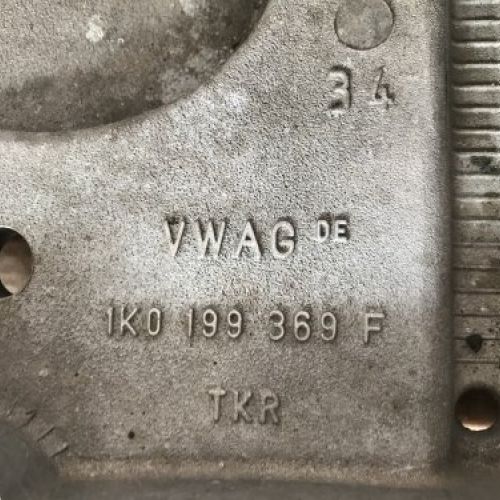 34
VWAG DE
1K0 199 369 F
TKR